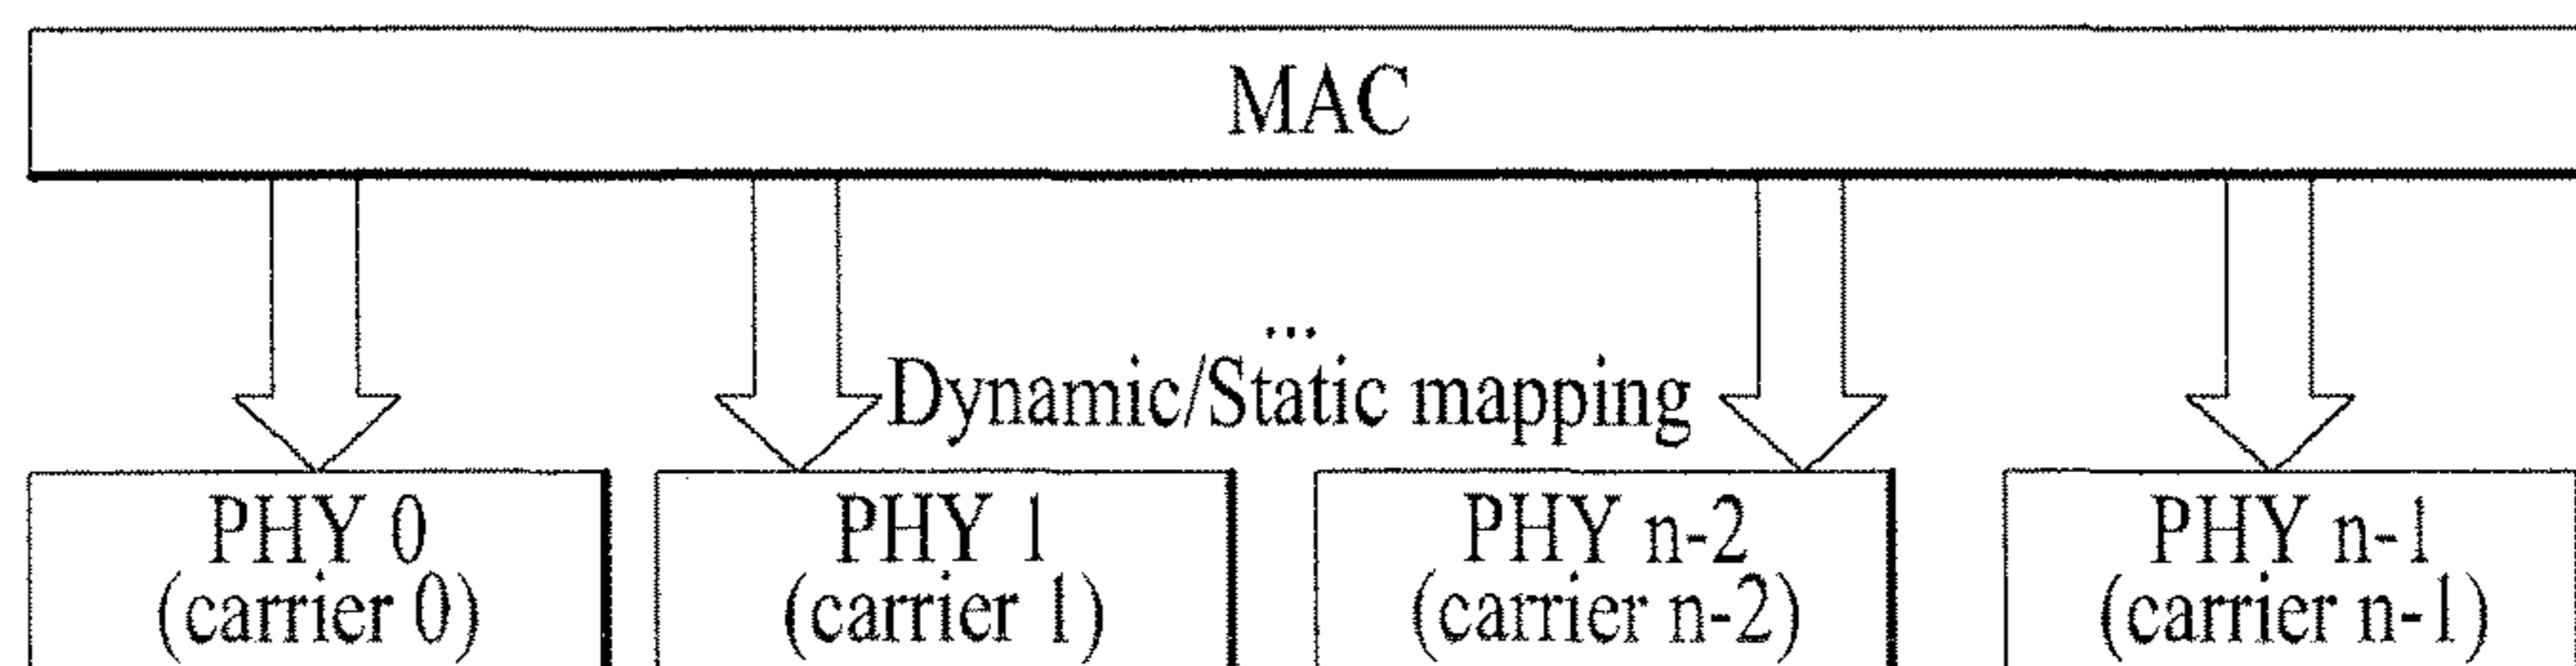 MAC
...
Dynamic/Static mapping
PHY 0
(carrier 0)
PHY 1
(carrier 1)
PHY n-2
(carrier n-2)
PHY n-1
(carrier n-1)